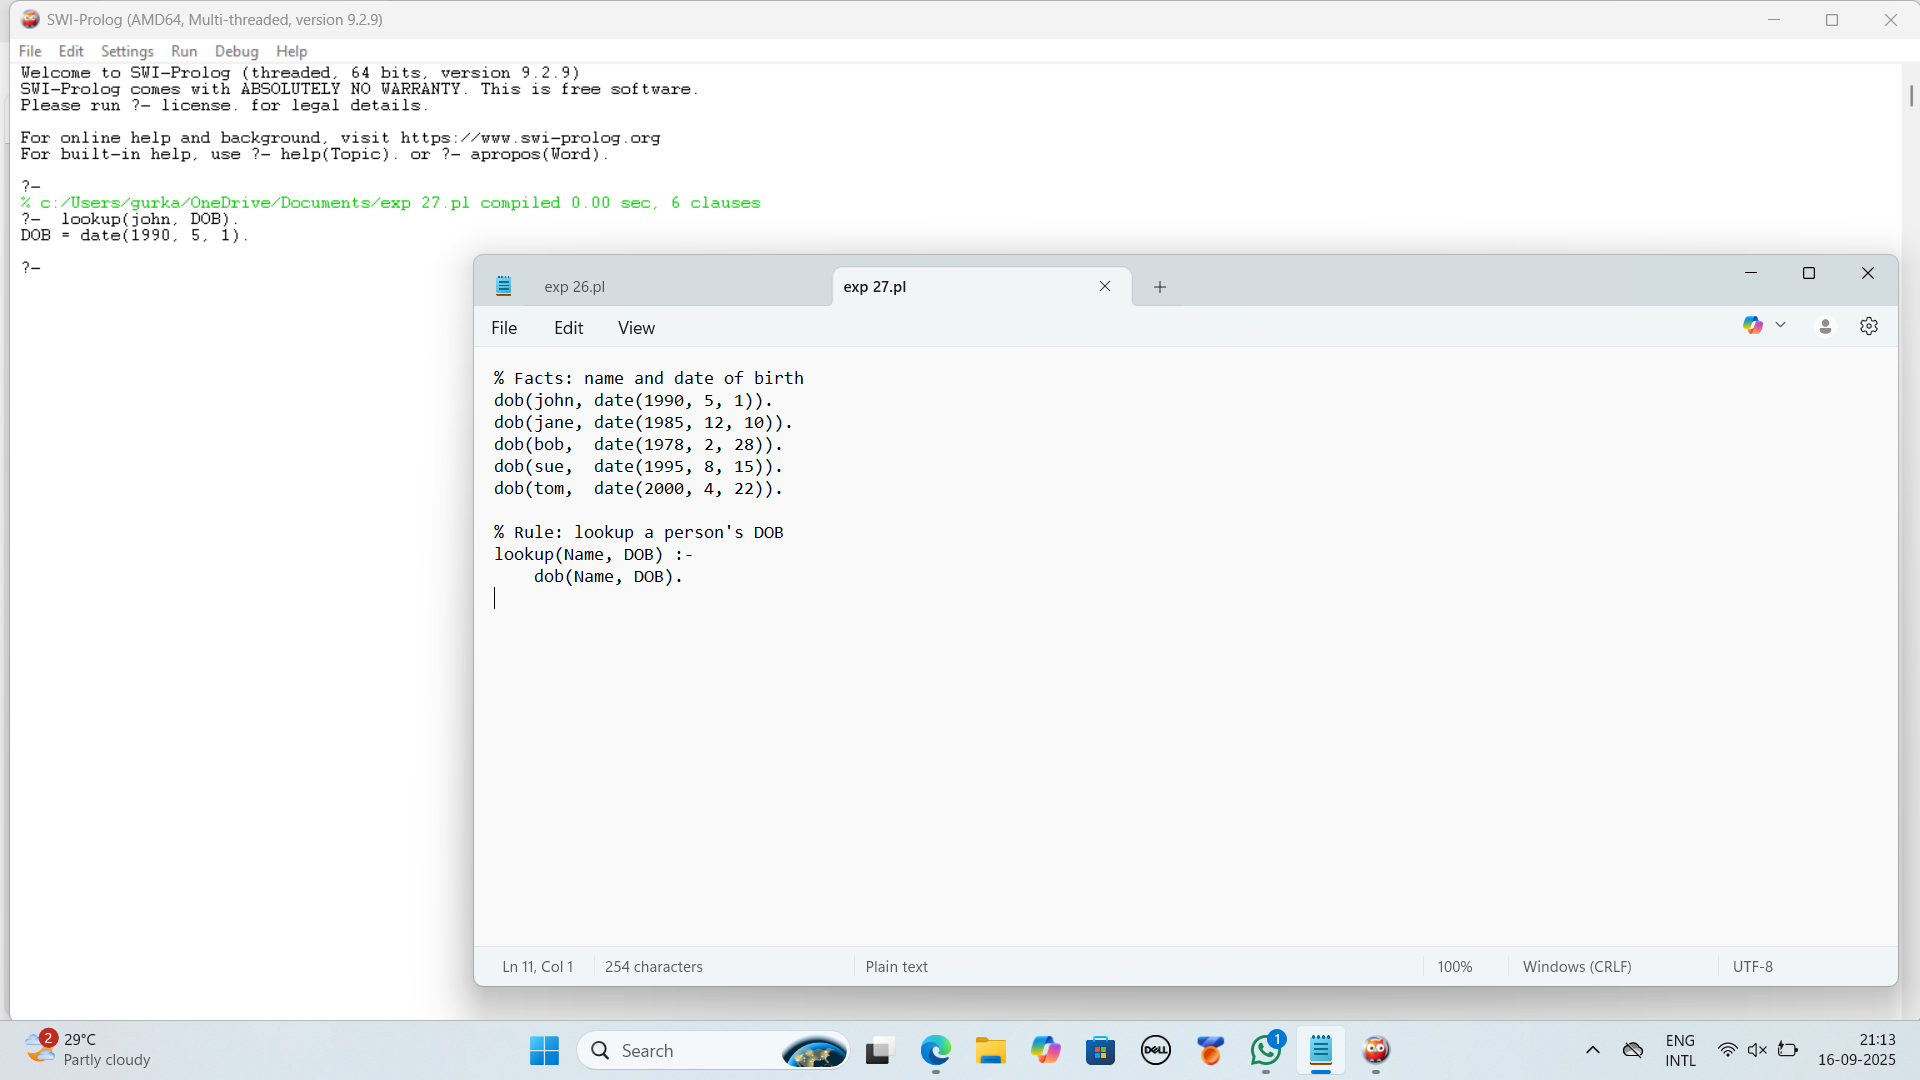 SWI-Prolog (AMD64, Multi-threaded, version 9.2.9)
File Edit Settings Run Debug Help
Welcome to SWI-Prolog (threaded, 64 bits, version 9.2.9)
SWI-Prolog comes with ABSOLUTELY NO WARRANTY. This is free software.
Please run ?- license. for legal details.
For online help and background, visit https://www.swi-prolog.org
For built-in help, use ?- help(Topic). or ?- apropos(Word).
?-
% c:/Users/gurka/OneDrive/Documents/exp 27.pl compiled 0.00 sec, 6 clauses
?-  lookup(john, DOB).
DOB = date(1990, 5, 1).
?-
exp 26.pl
exp 27.pl
File Edit View
% Facts: name and date of birth
dob(john, date(1990, 5, 1)).
dob(jane, date(1985, 12, 10)).
dob(bob,  date(1978, 2, 28)).
dob(sue,  date(1995, 8, 15)).
dob(tom,  date(2000, 4, 22)).
% Rule: lookup a person's DOB
lookup(Name, DOB) :-
    dob(Name, DOB).
Ln 11, Col 1 254 characters Plain text 100% Windows (CRLF) UTF-8
2
29°C
Partly cloudy
Search
DELL
1
ENG
INTL
21:13
16-09-2025